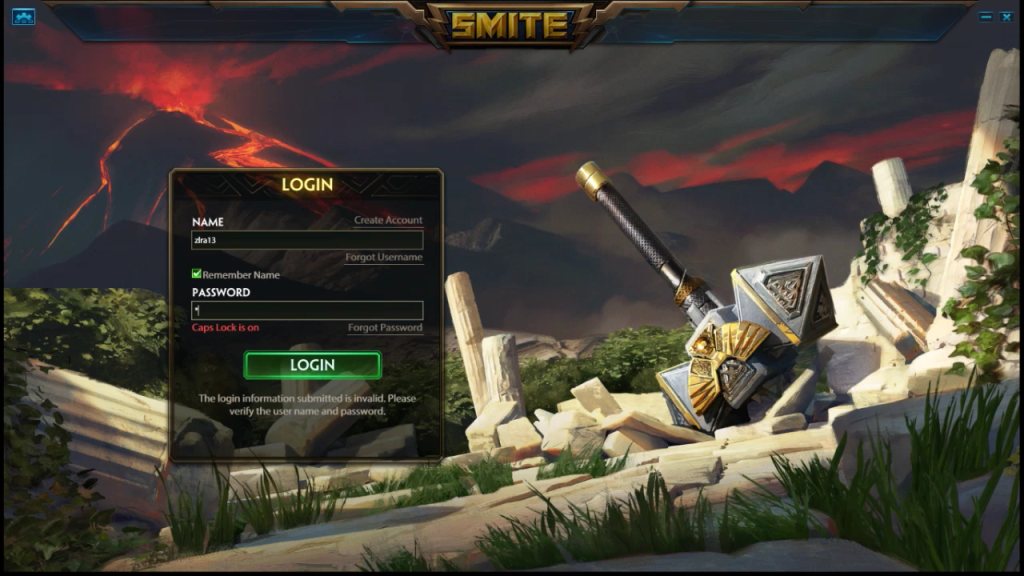 SMITE
LOGIN
NAME
Create Account
zlra13
Forgot Username
Remember Name
PASSWORD
*
Caps Lock is on
Forgot Password
LOGIN
The login information submitted is invalid. Please
verify the user name and password.